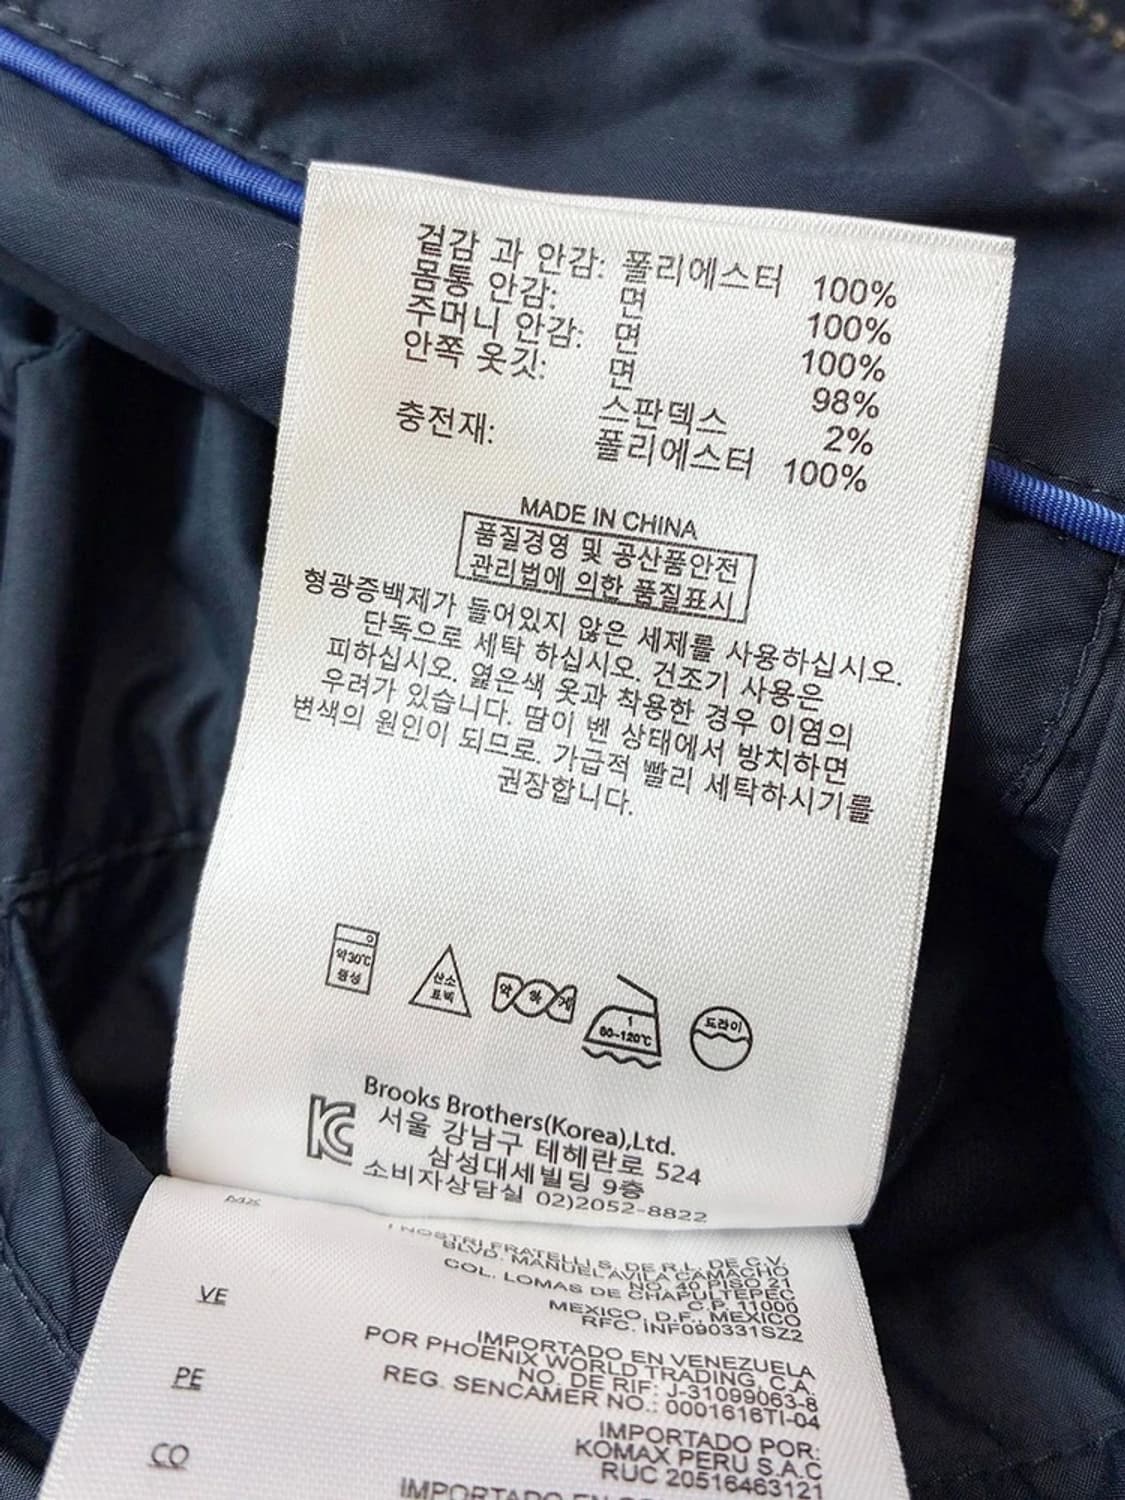 겉감 과 안감: 폴리에스터 100%
몸통 안감: 면 100%
주머니 안감: 면 100%
안쪽 옷깃: 면 98%
스판덱스 2%
충전재: 폴리에스터 100%
MADE IN CHINA
품질경영 및 공산품안전
관리법에 의한 품질표시
형광증백제가 들어있지 않은 세제를 사용하십시오.
단독으로 세탁 하십시오. 건조기 사용은
피하십시오. 옅은색 옷과 착용한 경우 이염의
우려가 있습니다. 땀이 벤 상태에서 방치하면
변색의 원인이 되므로. 가급적 빨리 세탁하시기를
권장합니다.
약30℃
중성
산소
표백
약 하 게
1
80-120℃
드라이
Brooks Brothers(Korea),Ltd.
KC
서울 강남구 테헤란로 524
삼성대세빌딩 9층
소비자상담실 02)2052-8822
I NOSTRI FRATELLI S. DE R.L. DE C.V.
BLVD. MANUEL AVILA CAMACHO
NO. 40 PISO 21
COL. LOMAS DE CHAPULTEPEC
C.P. 11000
MEXICO, D.F., MEXICO
RFC. INF090331SZ2
VE
IMPORTADO EN VENEZUELA
POR PHOENIX WORLD TRADING, C.A.
NO. DE RIF: J-31099063-8
REG. SENCAMER NO.: 0001616TI-04
PE
IMPORTADO POR:
KOMAX PERU S.A.C
RUC 20516463121
CO
IMPORTADO EN